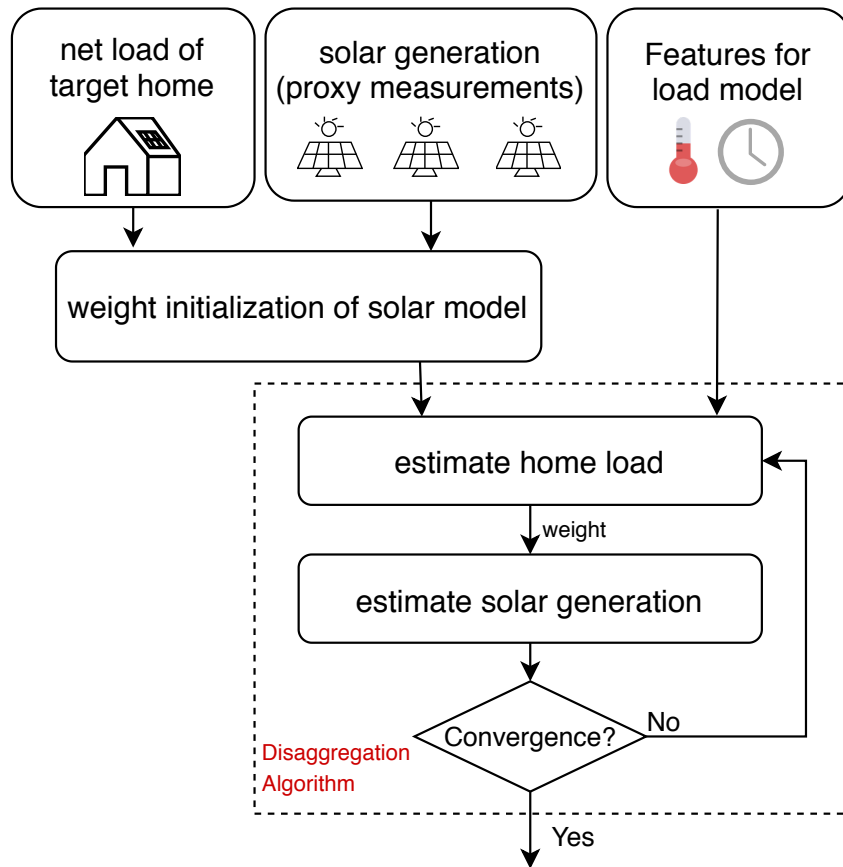 net load of
target home
solar generation
(proxy measurements)
Features for
load model
weight initialization of solar model
estimate home load
weight
estimate solar generation
Convergence?
No
Disaggregation
Algorithm
Yes